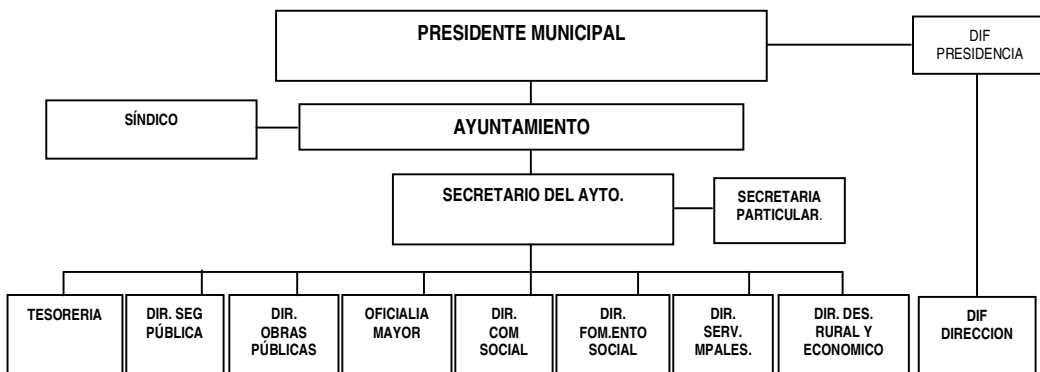 PRESIDENTE MUNICIPAL
DIF
PRESIDENCIA
SÍNDICO
AYUNTAMIENTO
SECRETARIO DEL AYTO.
SECRETARIA
PARTICULAR.
TESORERIA
DIR. SEG
PÚBLICA
DIR.
OBRAS
PÚBLICAS
OFICIALIA
MAYOR
DIR.
COM
SOCIAL
DIR.
FOM.ENTO
SOCIAL
DIR.
SERV.
MPALES.
DIR. DES.
RURAL Y
ECONOMICO
DIF
DIRECCION